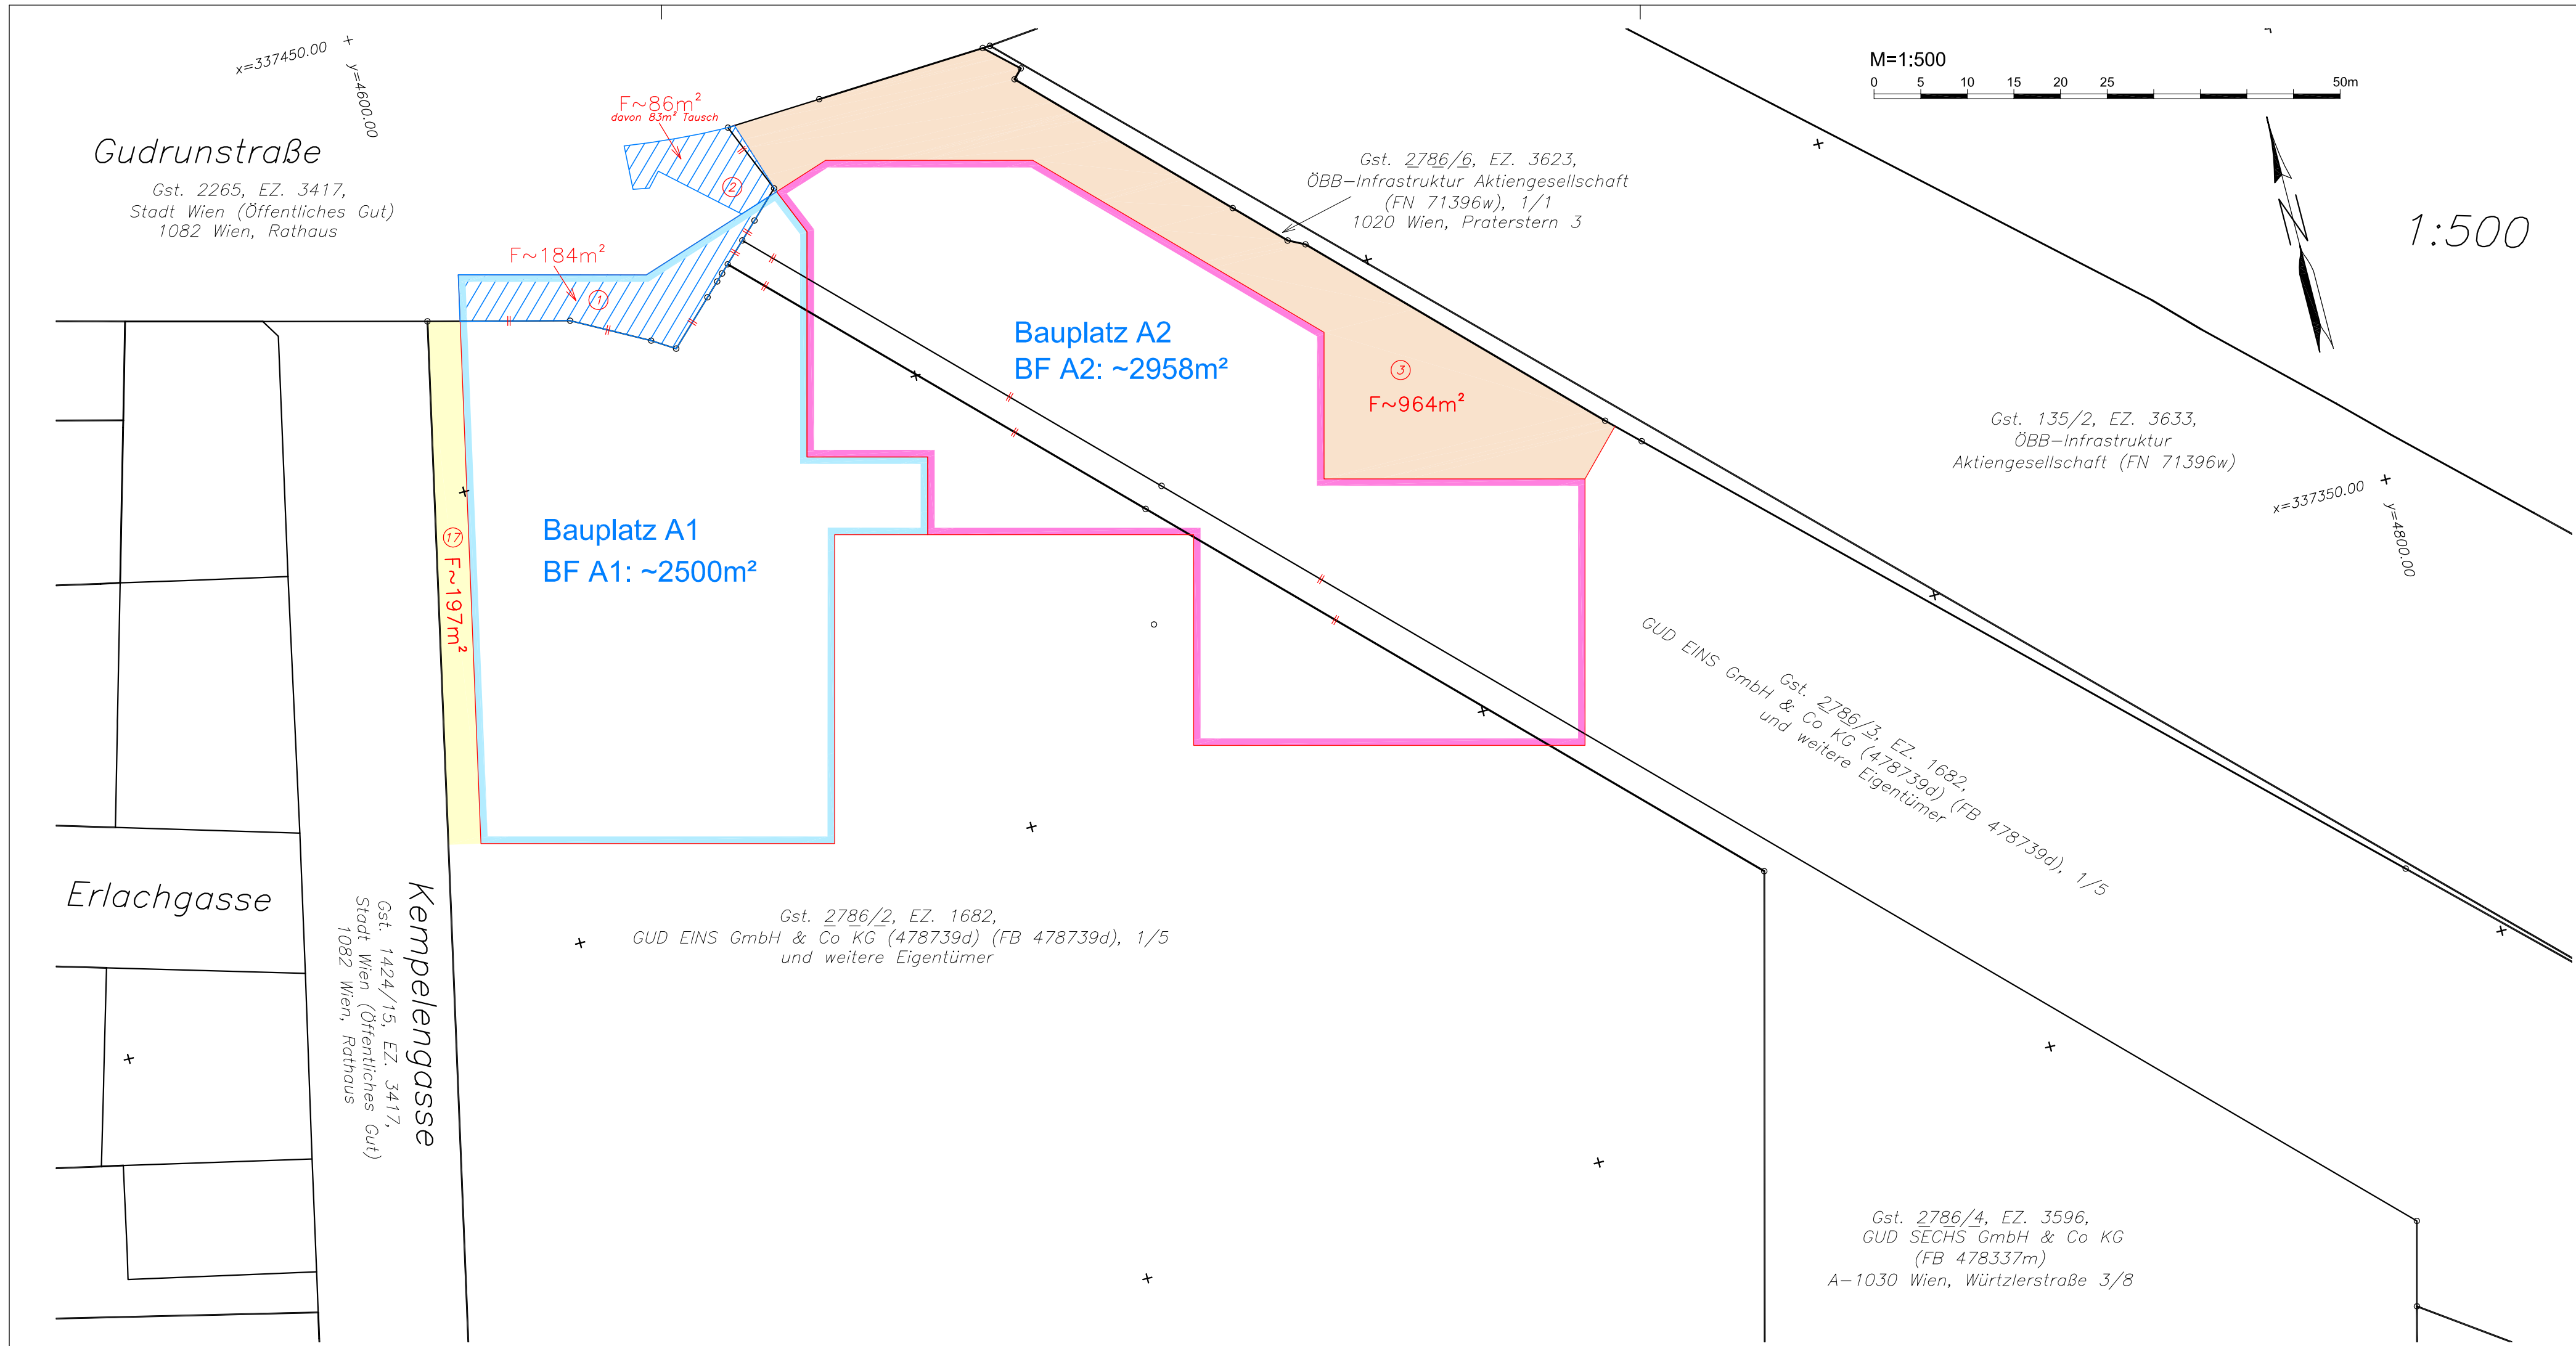 x=337450.00
y=4600.00
Gudrunstraße
Gst. 2265, EZ. 3417,
Stadt Wien (Öffentliches Gut)
1082 Wien, Rathaus
F~86m²
davon 83m² Tausch
2
F~184m²
1
M=1:500
0 5 10 15 20 25 50m
1:500
Gst. 2786/6, EZ. 3623,
ÖBB-Infrastruktur Aktiengesellschaft
(FN 71396w), 1/1
1020 Wien, Praterstern 3
Bauplatz A2
BF A2: ~2958m²
3
F~964m²
Gst. 135/2, EZ. 3633,
ÖBB-Infrastruktur
Aktiengesellschaft (FN 71396w)
x=337350.00
y=4800.00
Bauplatz A1
BF A1: ~2500m²
17
F~197m²
Gst. 2786/3, EZ. 1682,
GUD EINS GmbH & Co KG (478739d) (FB 478739d), 1/5
und weitere Eigentümer
Erlachgasse
Kempelengasse
Gst. 1424/15, EZ. 3417,
Stadt Wien (Öffentliches Gut)
1082 Wien, Rathaus
Gst. 2786/2, EZ. 1682,
GUD EINS GmbH & Co KG (478739d) (FB 478739d), 1/5
und weitere Eigentümer
Gst. 2786/4, EZ. 3596,
GUD SECHS GmbH & Co KG
(FB 478337m)
A-1030 Wien, Würtzlerstraße 3/8